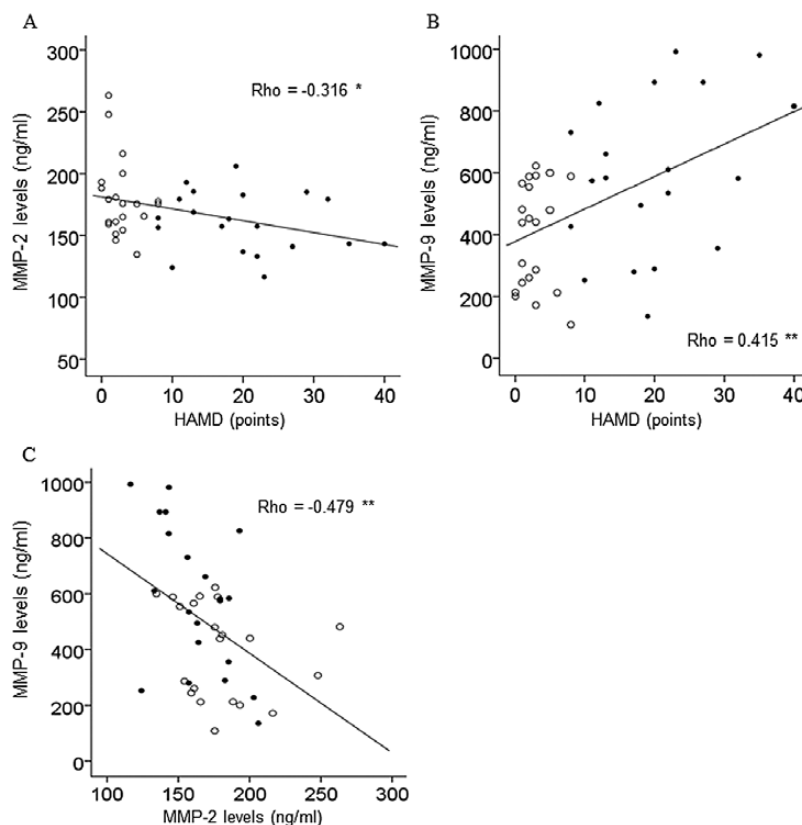 A
300
250
200
150
100
50
MMP-2 levels (ng/ml)
Rho = -0.316 *
0 10 20 30 40
HAMD (points)
B
1000
800
600
400
200
0
MMP-9 levels (ng/ml)
Rho = 0.415 **
0 10 20 30 40
HAMD (points)
C
1000
800
600
400
200
0
MMP-9 levels (ng/ml)
Rho = -0.479 **
100 150 200 250 300
MMP-2 levels (ng/ml)